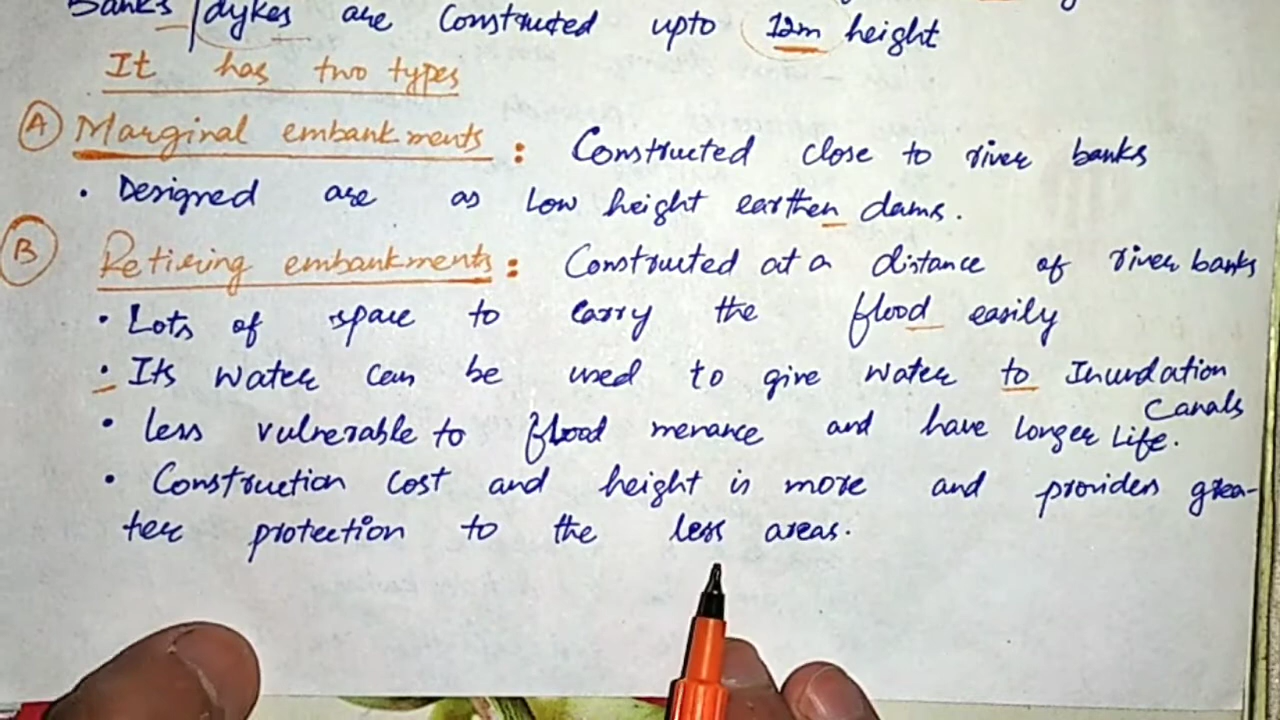 Banks/dykes are Constructed upto 12m height
It has two types
A Marginal embankments : Constructed close to river banks
• Designed are as Low height earthen dams.
B Retiring embankments : Constructed at a distance of river banks
• Lots of space to carry the flood easily
• Its water can be used to give water to Inundation
Canals
• Less vulnerable to flood menance and have longer Life.
• Construction cost and height is more and provides grea-
ter protection to the less areas.